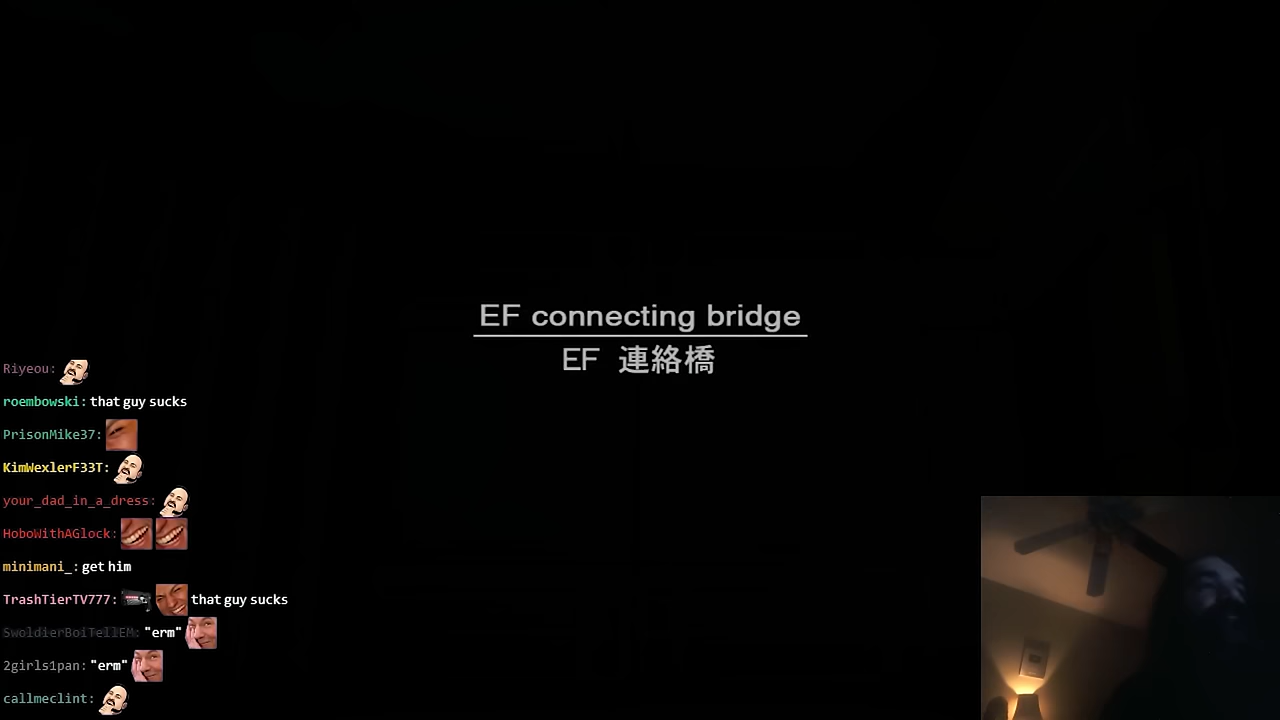 EF connecting bridge
EF 連絡橋
Riyeou:
roembowski: that guy sucks
PrisonMike37:
KimWexlerF33T:
your_dad_in_a_dress:
HoboWithAGlock:
minimani_: get him
TrashTierTV777: that guy sucks
SwoldierBoiTellEM: "erm"
2girls1pan: "erm"
callmeclint: